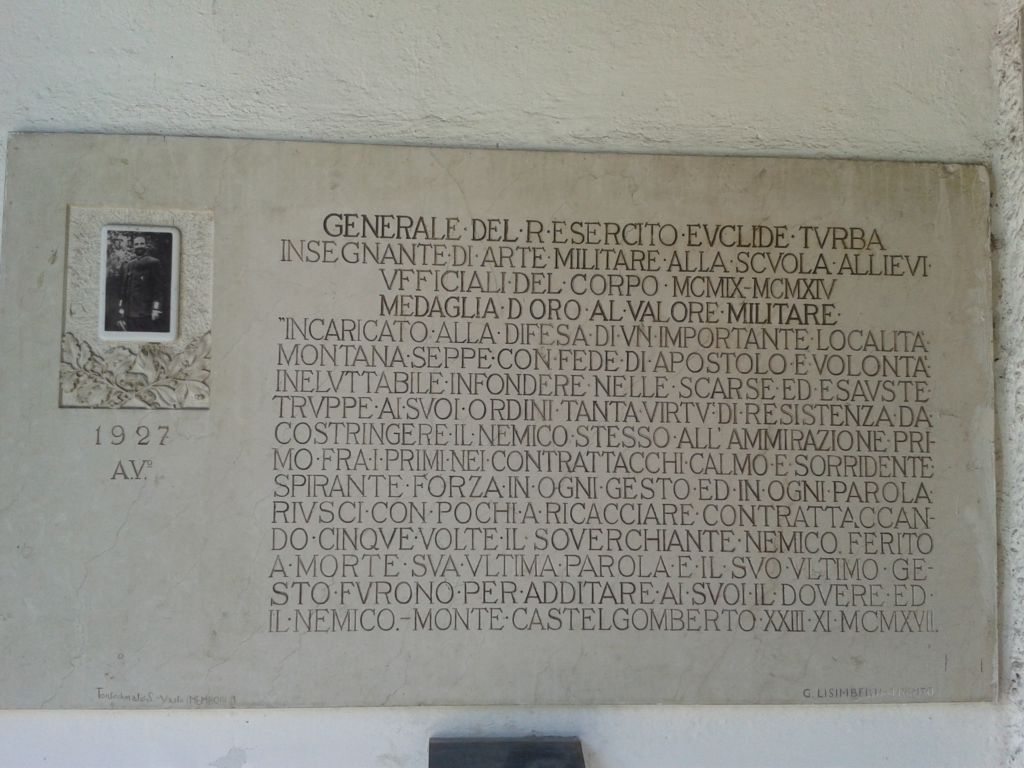 GENERALE·DEL·R·ESERCITO·EVCLIDE·TVRBA
INSEGNANTE·DI·ARTE·MILITARE·ALLA·SCVOLA·ALLIEVI·
VFFICIALI·DEL·CORPO·MCMIX-MCMXIV
MEDAGLIA·D'ORO·AL·VALORE·MILITARE·
"INCARICATO·ALLA·DIFESA·DI·VN·IMPORTANTE·LOCALITÀ·
MONTANA·SEPPE·CON·FEDE·DI·APOSTOLO·E·VOLONTÀ·
INELVTTABILE·INFONDERE·NELLE·SCARSE·ED·ESAVSTE
TRVPPE·AI·SVOI·ORDINI·TANTA·VIRTV·DI·RESISTENZA·DA
COSTRINGERE·IL·NEMICO·STESSO·ALL'AMMIRAZIONE·PRI-
MO·FRA·I·PRIMI·NEI·CONTRATTACCHI·CALMO·E·SORRIDENTE
SPIRANTE·FORZA·IN·OGNI·GESTO·ED·IN·OGNI·PAROLA·
RIVSCI·CON·POCHI·A·RICACCIARE·CONTRATTACCAN-
DO·CINQVE·VOLTE·IL·SOVERCHIANTE·NEMICO. FERITO
A·MORTE·SVA·VLTIMA·PAROLA·E·IL·SVO·VLTIMO·GE-
STO·FVRONO·PER·ADDITARE·AI·SVOI·IL·DOVERE·ED·
IL·NEMICO.-MONTE·CASTELGOMBERTO·XXIII·XI·MCMXVII.
1927
A.Vº.
G. LISIMBERTI